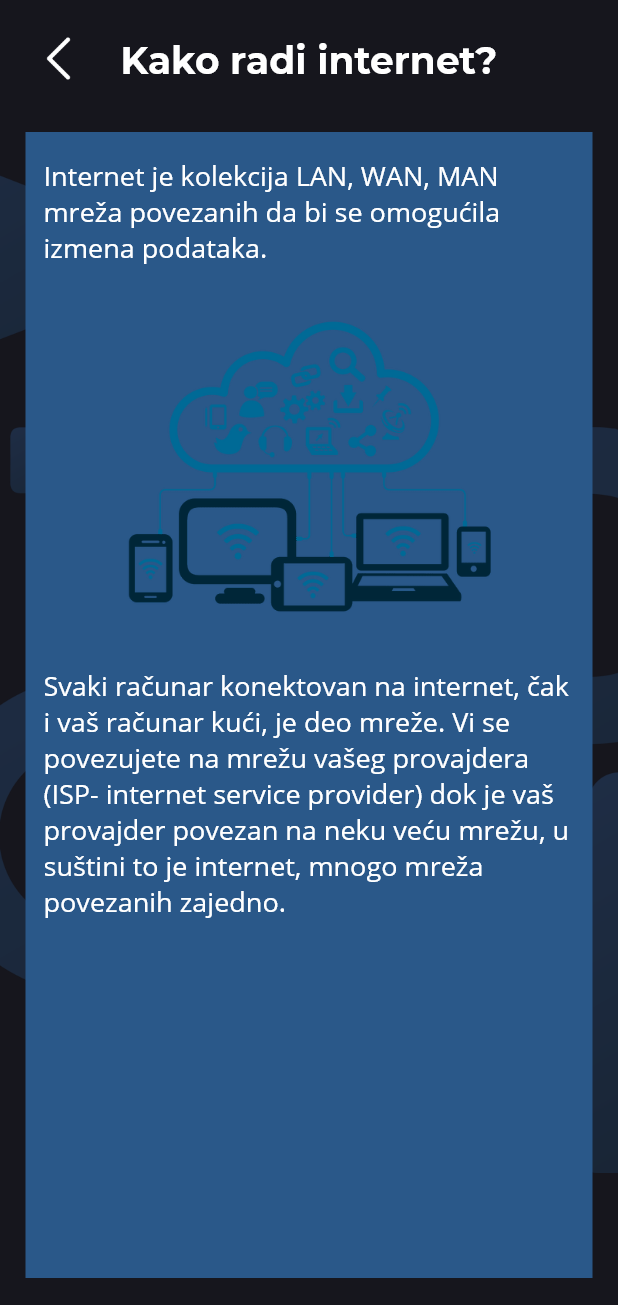 Kako radi internet?
Internet je kolekcija LAN, WAN, MAN
mreža povezanih da bi se omogućila
izmena podataka.
Svaki računar konektovan na internet, čak
i vaš računar kući, je deo mreže. Vi se
povezujete na mrežu vašeg provajdera
(ISP- internet service provider) dok je vaš
provajder povezan na neku veću mrežu, u
suštini to je internet, mnogo mreža
povezanih zajedno.